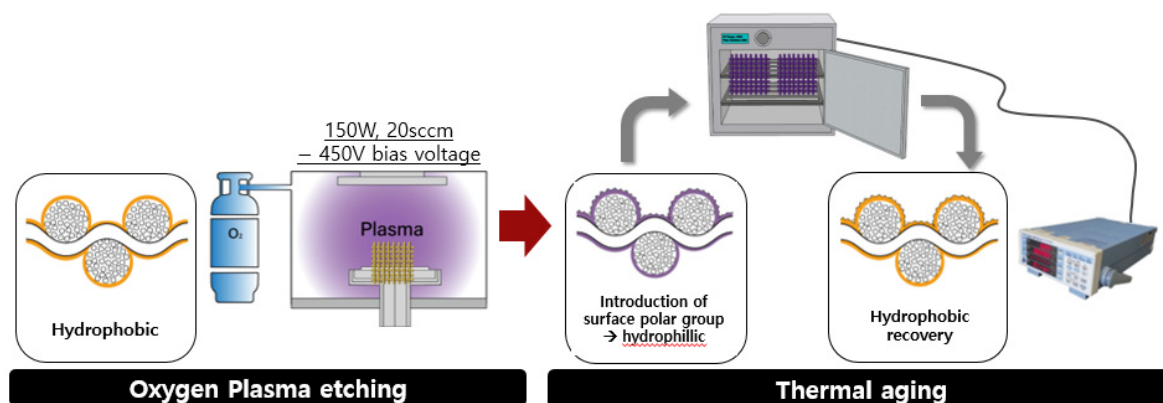 150W, 20sccm
– 450V bias voltage
O₂
Plasma
Hydrophobic
Introduction of
surface polar group
→ hydrophillic
Hydrophobic
recovery
Oxygen Plasma etching
Thermal aging